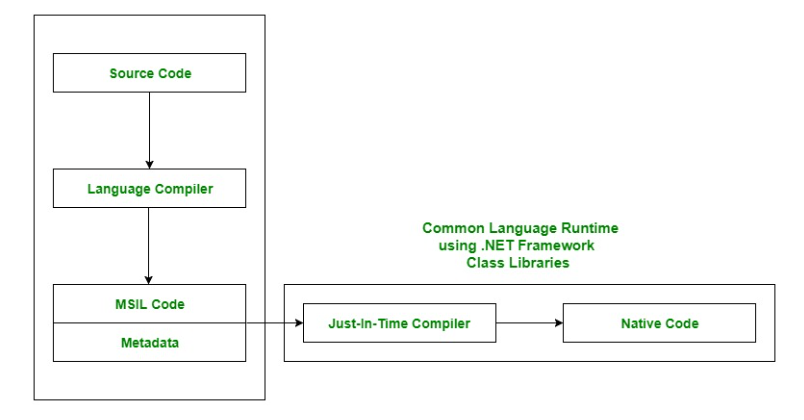 Source Code
Language Compiler
MSIL Code
Metadata
Common Language Runtime
using .NET Framework
Class Libraries
Just-In-Time Compiler
Native Code